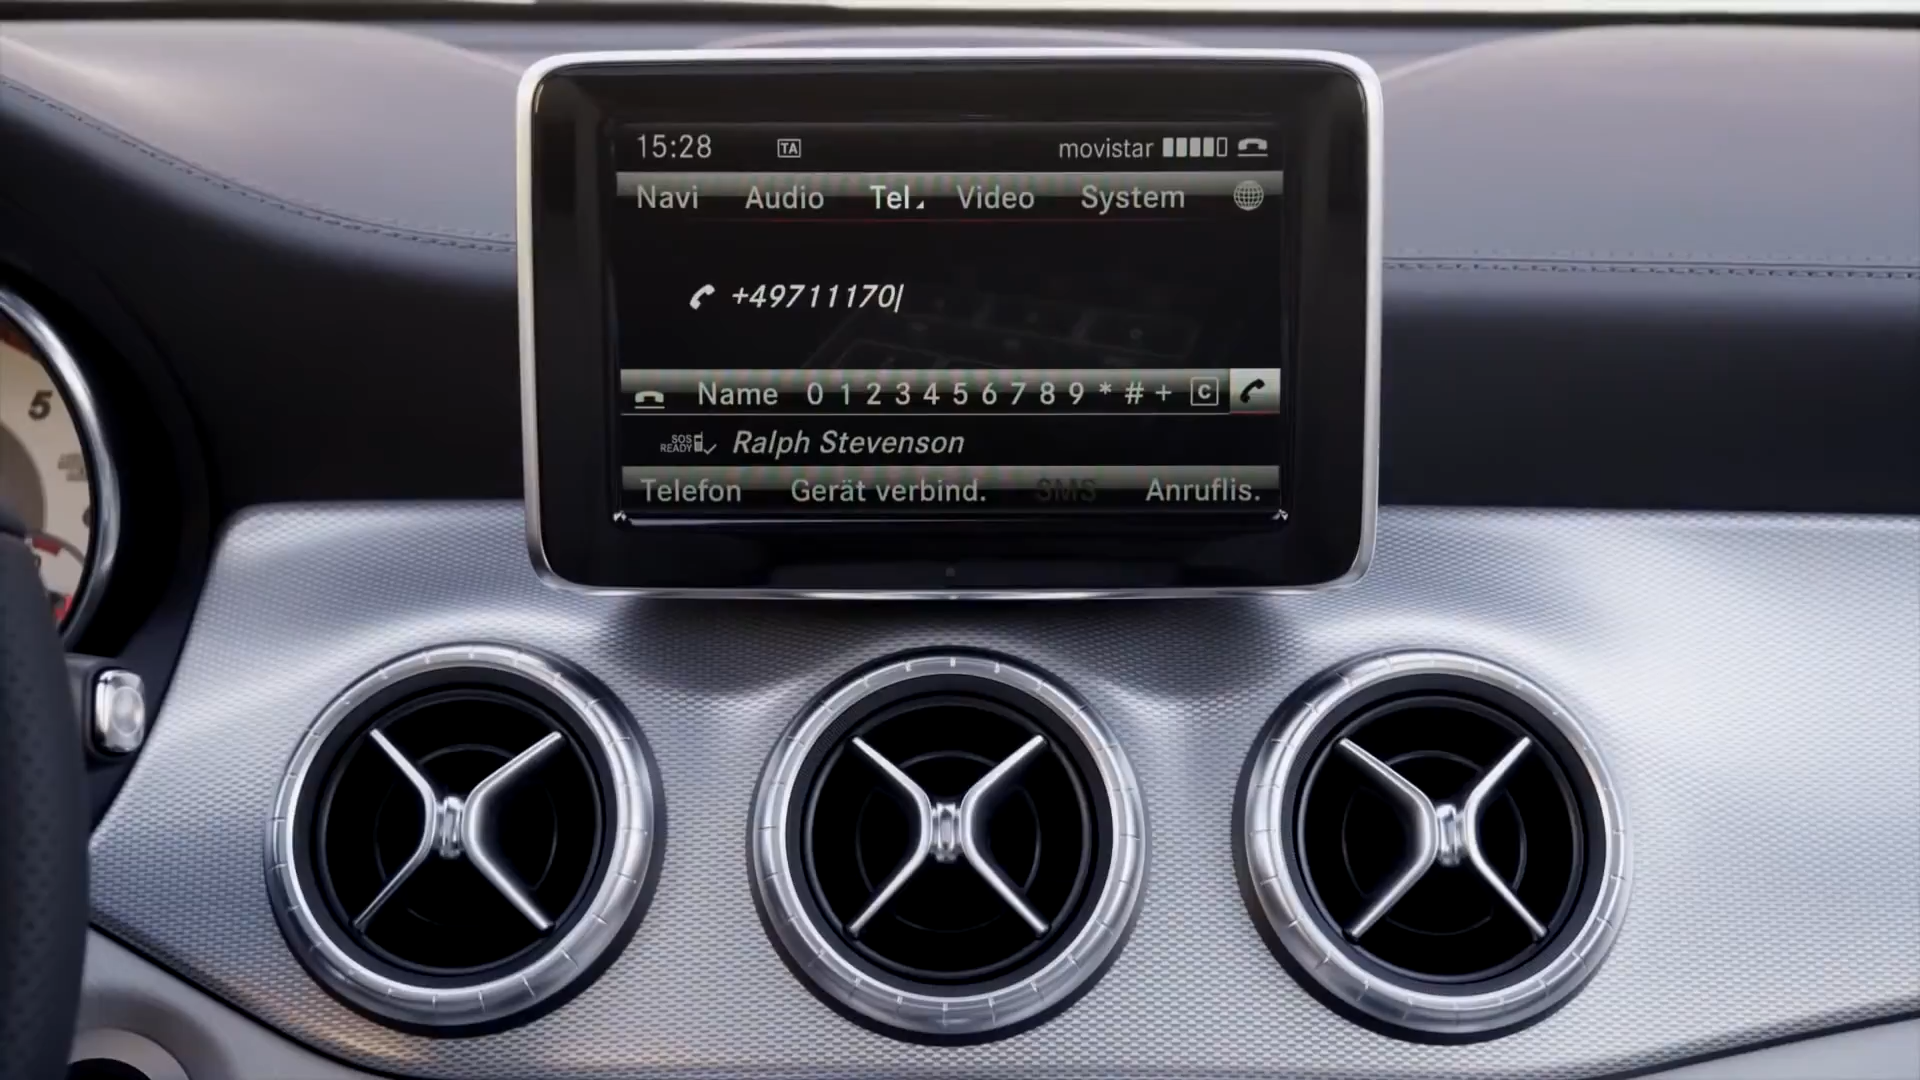 15:28 TA movistar
Navi Audio Tel Video System
+49711170
Name 0 1 2 3 4 5 6 7 8 9 * # + C
SOS READY Ralph Stevenson
Telefon Gerät verbind. SMS Anruflis.
5